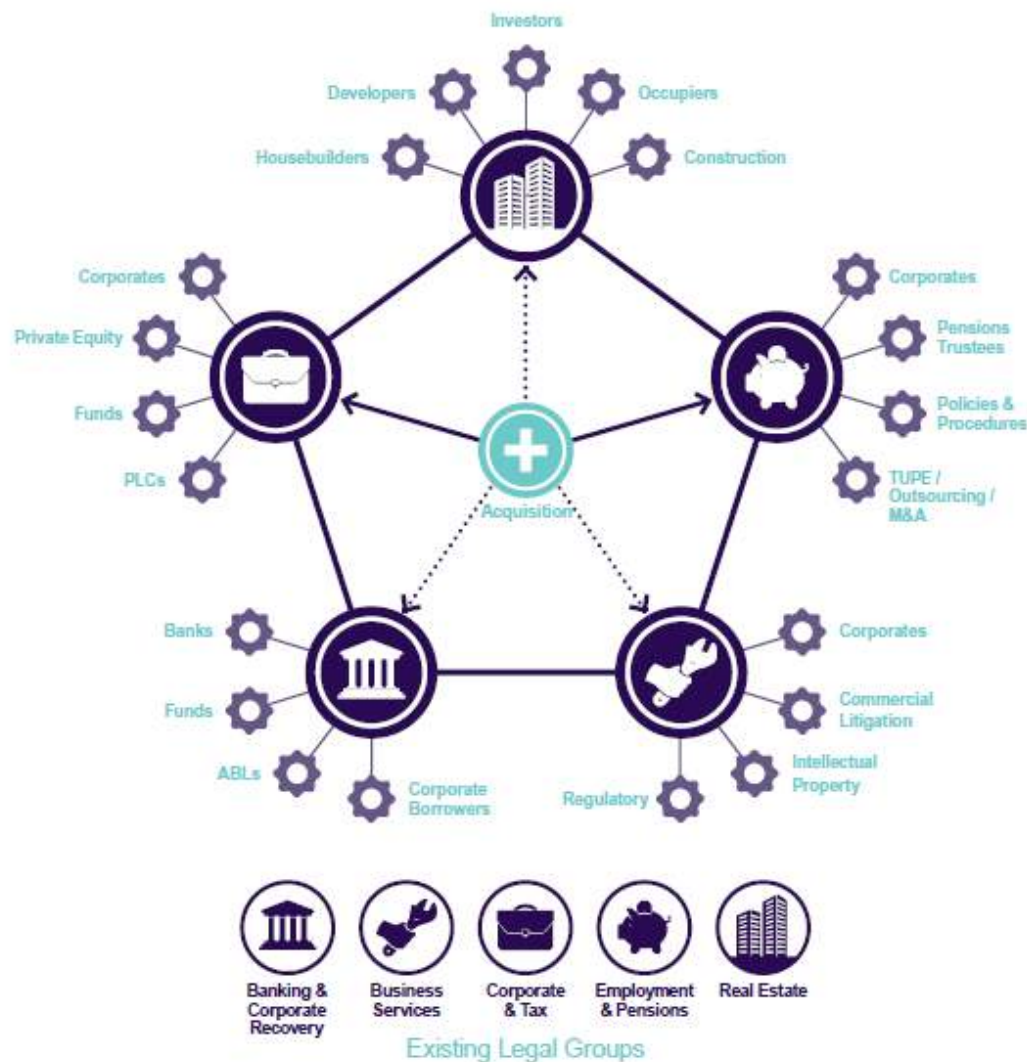 Investors
Developers
Occupiers
Housebuilders
Construction
Corporates
Private Equity
Funds
PLCs
Corporates
Pensions
Trustees
Policies &
Procedures
TUPE /
Outsourcing /
M&A
Acquisition
Banks
Funds
ABLs
Corporate
Borrowers
Corporates
Commercial
Litigation
Intellectual
Property
Regulatory
Banking &
Corporate
Recovery
Business
Services
Corporate
& Tax
Employment
& Pensions
Real Estate
Existing Legal Groups